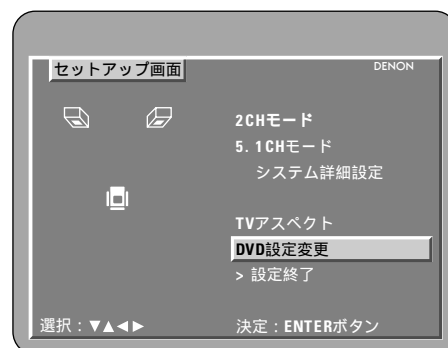 セットアップ画面
DENON
2CHモード
5.1CHモード
システム詳細設定
TVアスペクト
DVD設定変更
> 設定終了
選択：▼▲◀▶
決定：ENTERボタン